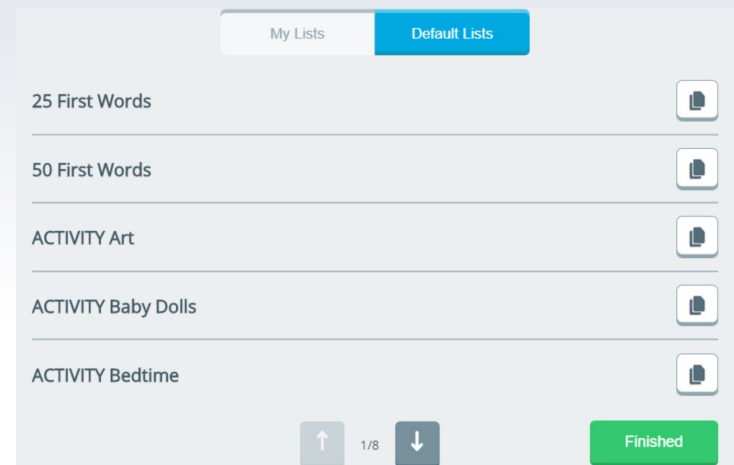 My Lists
Default Lists
25 First Words
50 First Words
ACTIVITY Art
ACTIVITY Baby Dolls
ACTIVITY Bedtime
1/8
Finished